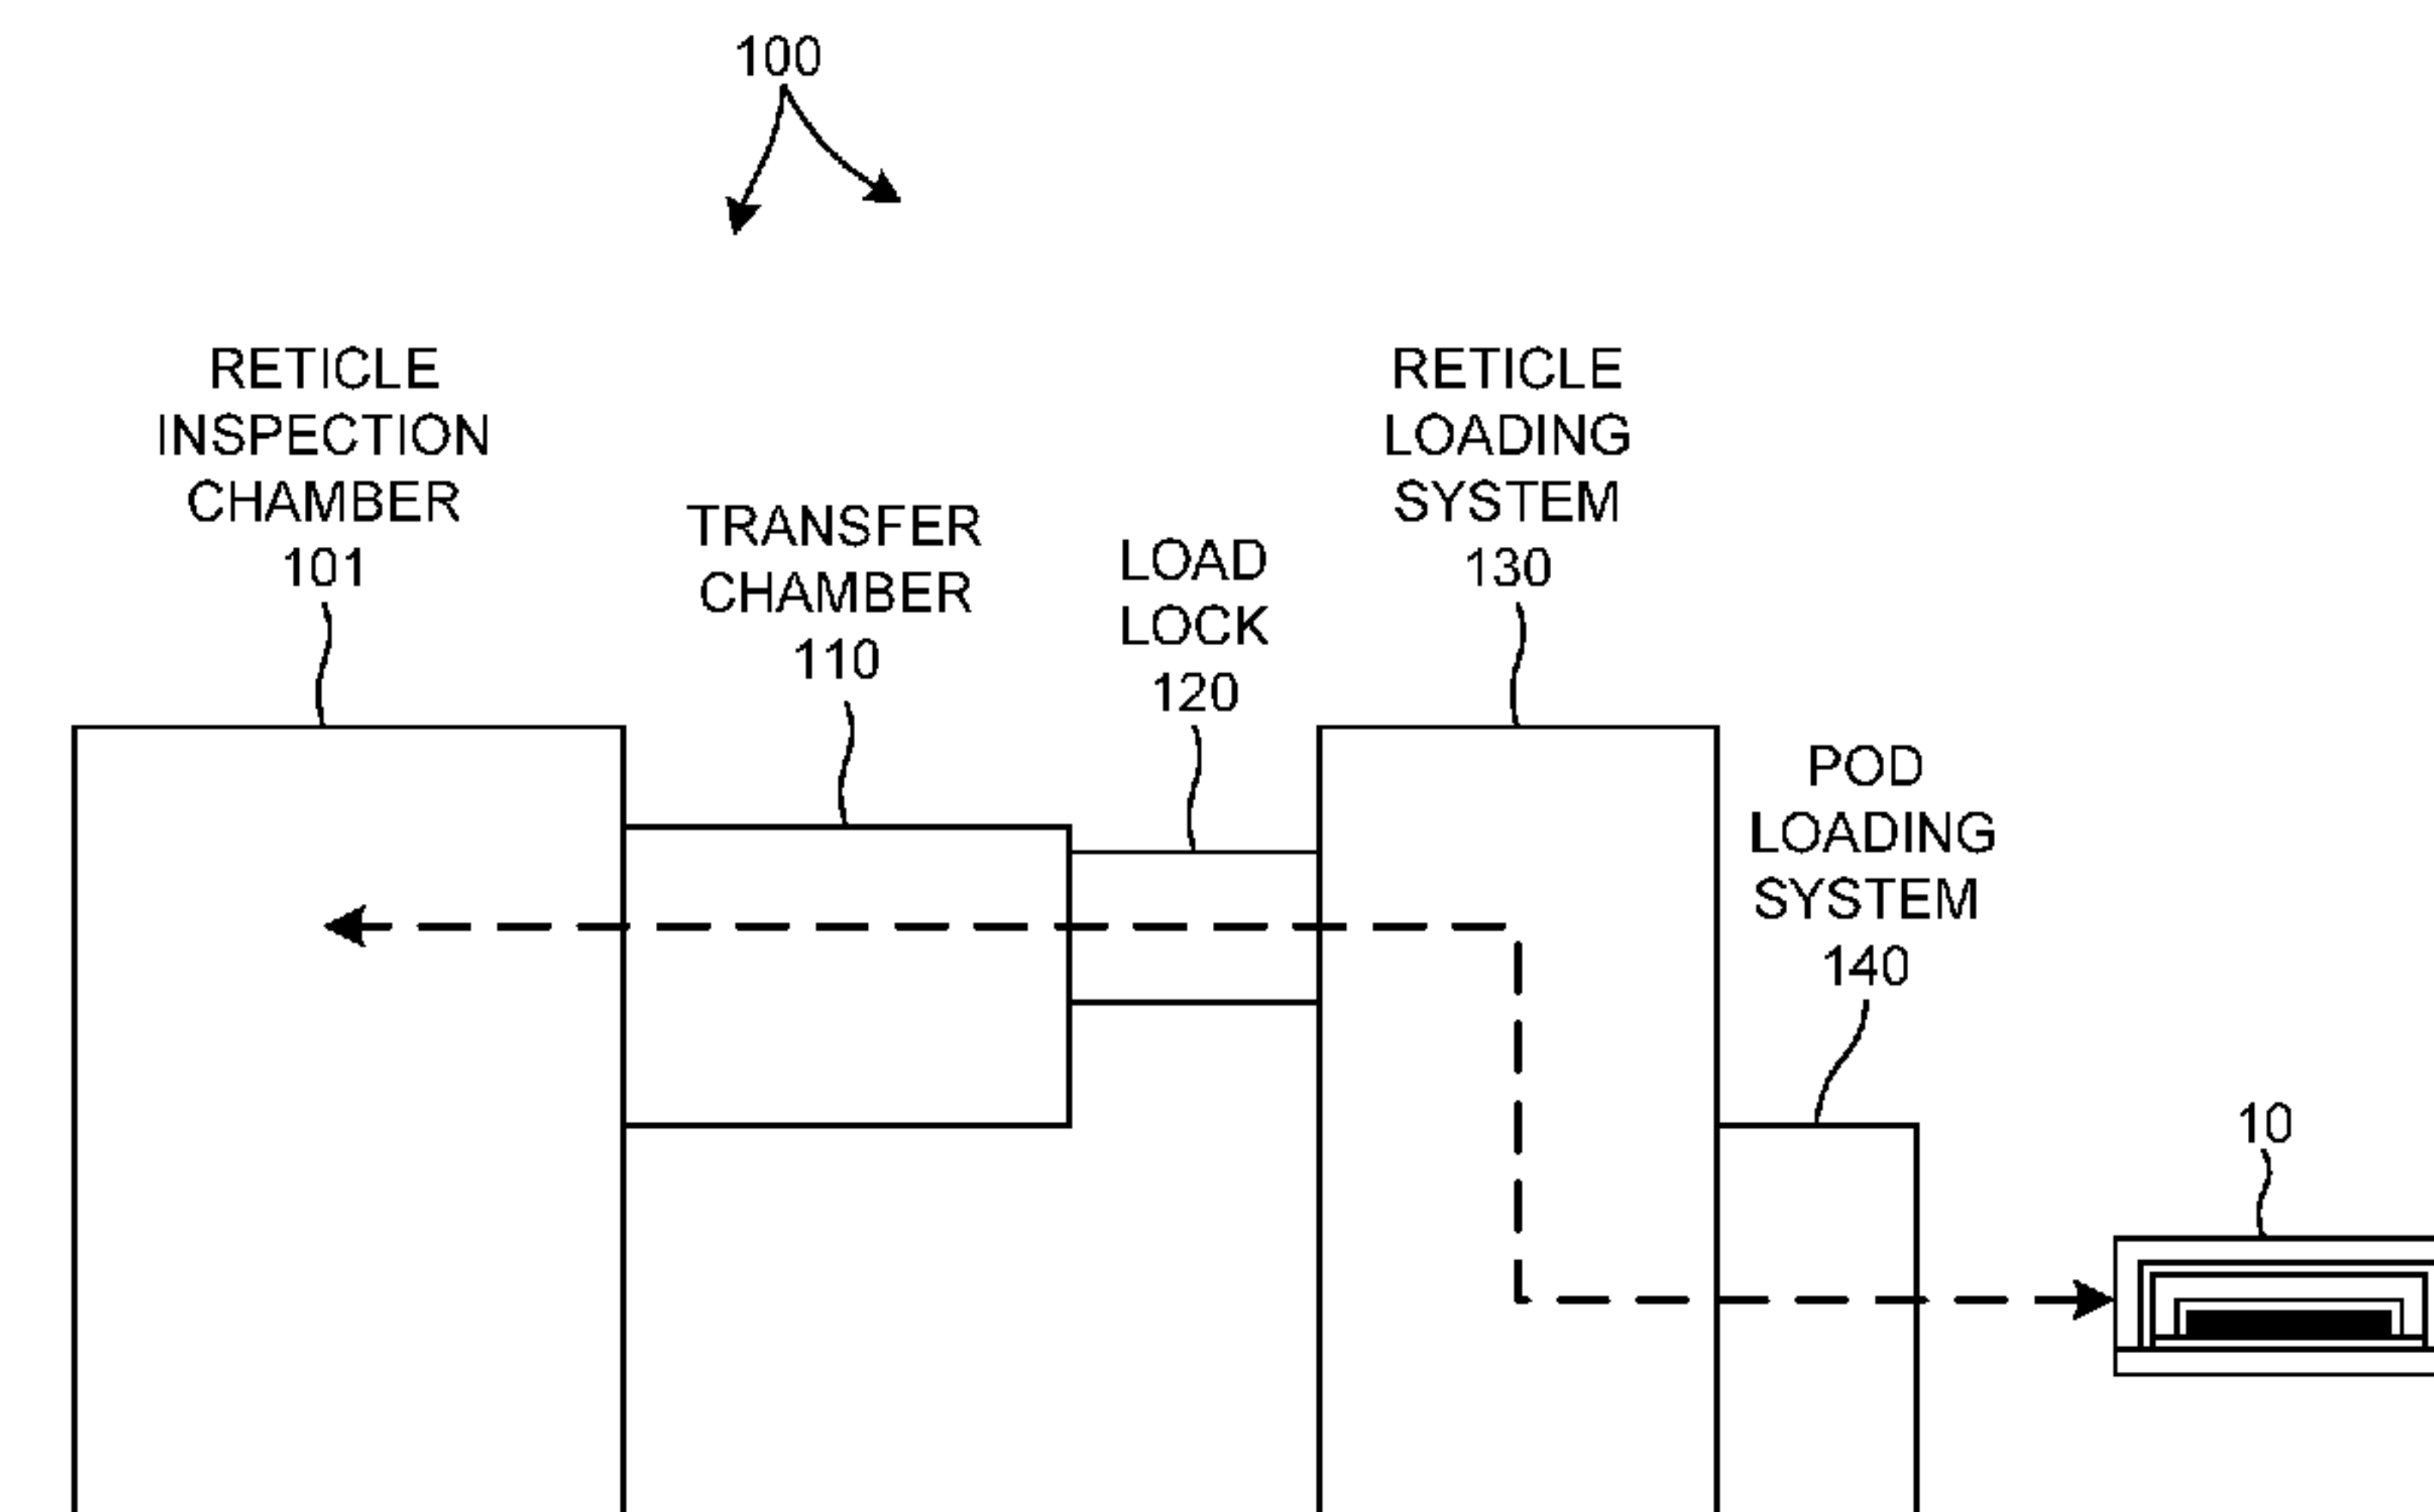 100
RETICLE
INSPECTION
CHAMBER
101
TRANSFER
CHAMBER
110
LOAD
LOCK
120
RETICLE
LOADING
SYSTEM
130
POD
LOADING
SYSTEM
140
10